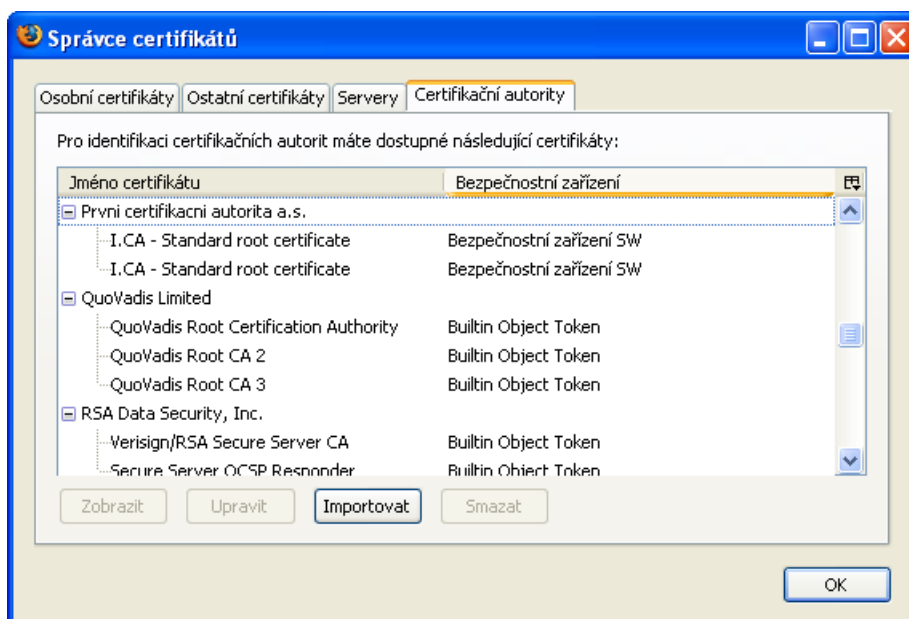 Správce certifikátů
Osobní certifikáty Ostatní certifikáty Servery Certifikační autority
Pro identifikaci certifikačních autorit máte dostupné následující certifikáty:
Jméno certifikátu Bezpečnostní zařízení
Prvni certifikacni autorita a.s.
I.CA - Standard root certificate Bezpečnostní zařízení SW
I.CA - Standard root certificate Bezpečnostní zařízení SW
QuoVadis Limited
QuoVadis Root Certification Authority Builtin Object Token
QuoVadis Root CA 2 Builtin Object Token
QuoVadis Root CA 3 Builtin Object Token
RSA Data Security, Inc.
Verisign/RSA Secure Server CA Builtin Object Token
Secure Server OCSP Responder Builtin Object Token
Zobrazit Upravit Importovat Smazat
OK